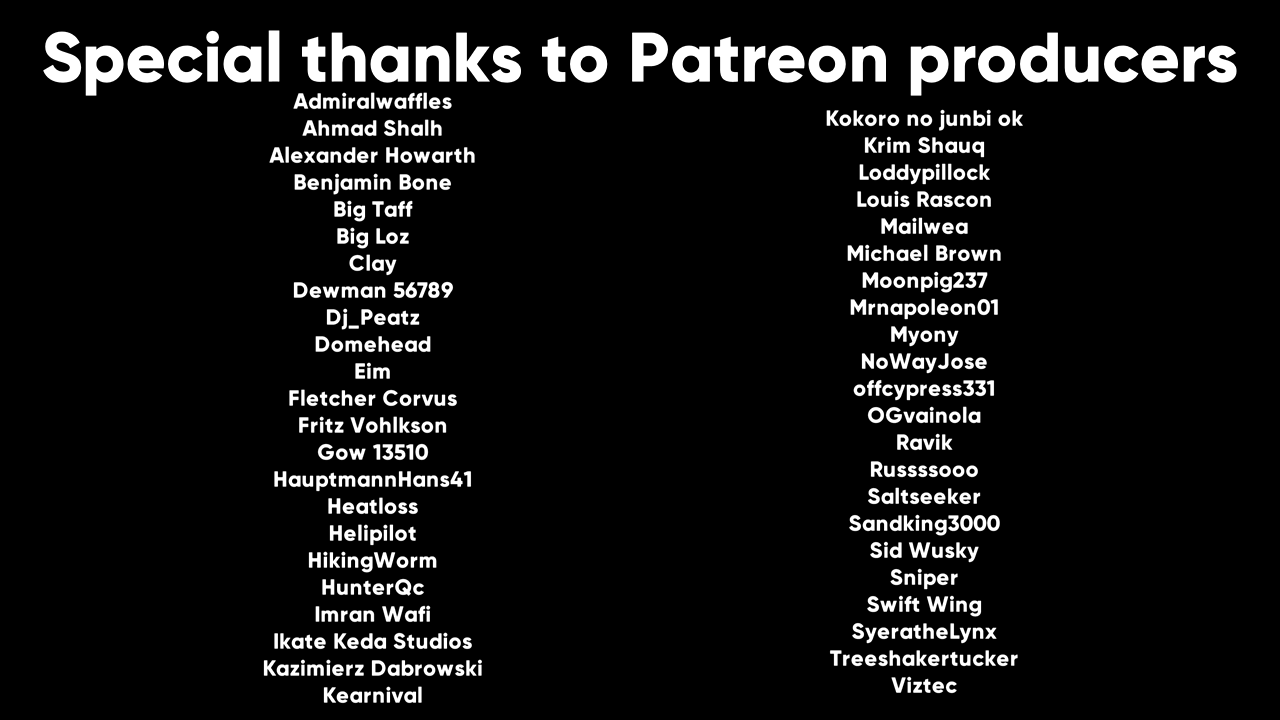 Special thanks to Patreon producers
Admiralwaffles
Ahmad Shalh
Alexander Howarth
Benjamin Bone
Big Taff
Big Loz
Clay
Dewman 56789
Dj_Peatz
Domehead
Eim
Fletcher Corvus
Fritz Vohlkson
Gow 13510
HauptmannHans41
Heatloss
Helipilot
HikingWorm
HunterQc
Imran Wafi
Ikate Keda Studios
Kazimierz Dabrowski
Kearnival
Kokoro no junbi ok
Krim Shauq
Loddypillock
Louis Rascon
Mailwea
Michael Brown
Moonpig237
Mrnapoleon01
Myony
NoWayJose
offcypress331
OGvainola
Ravik
Russssooo
Saltseeker
Sandking3000
Sid Wusky
Sniper
Swift Wing
SyeratheLynx
Treeshakertucker
Viztec